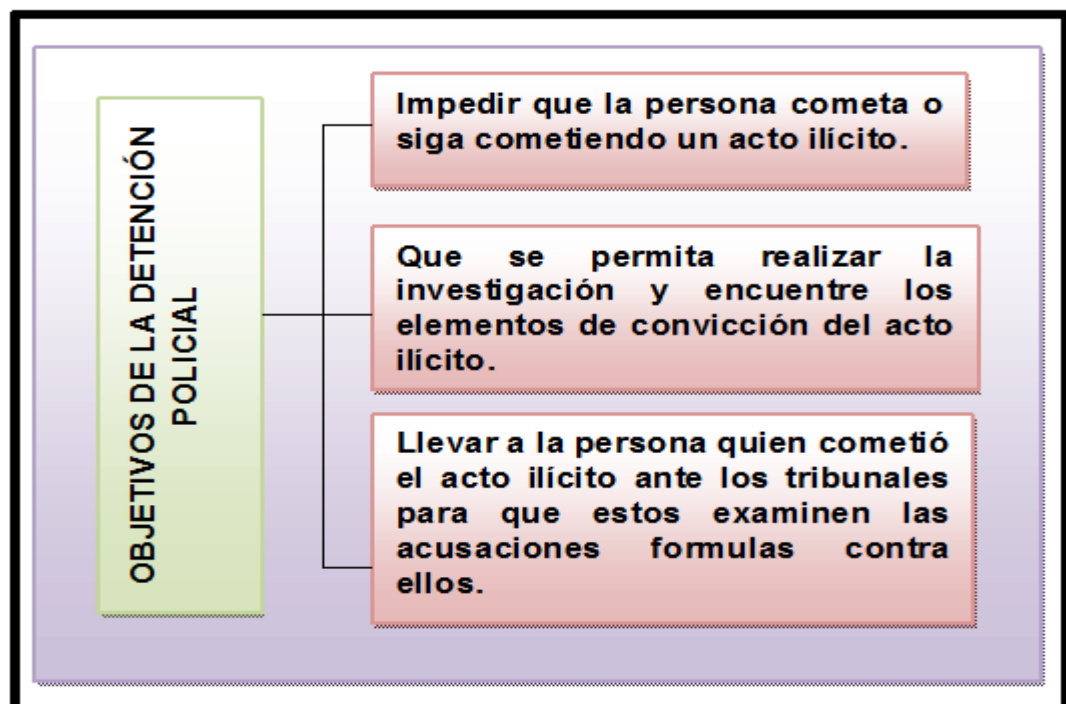 OBJETIVOS DE LA DETENCIÓN
POLICIAL
Impedir que la persona cometa o
siga cometiendo un acto ilícito.
Que se permita realizar la
investigación y encuentre los
elementos de convicción del acto
ilícito.
Llevar a la persona quien cometió
el acto ilícito ante los tribunales
para que estos examinen las
acusaciones formulas contra
ellos.